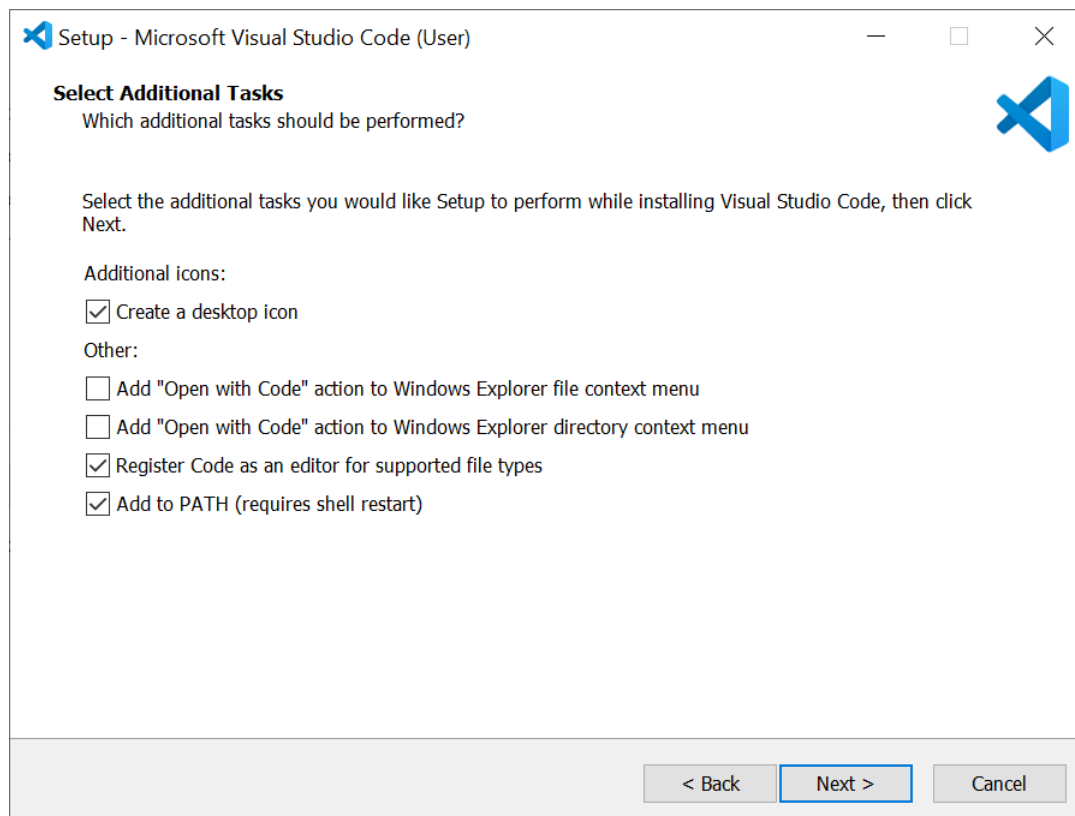 Setup - Microsoft Visual Studio Code (User)
Select Additional Tasks
Which additional tasks should be performed?
Select the additional tasks you would like Setup to perform while installing Visual Studio Code, then click
Next.
Additional icons:
Create a desktop icon
Other:
Add "Open with Code" action to Windows Explorer file context menu
Add "Open with Code" action to Windows Explorer directory context menu
Register Code as an editor for supported file types
Add to PATH (requires shell restart)
< Back Next > Cancel